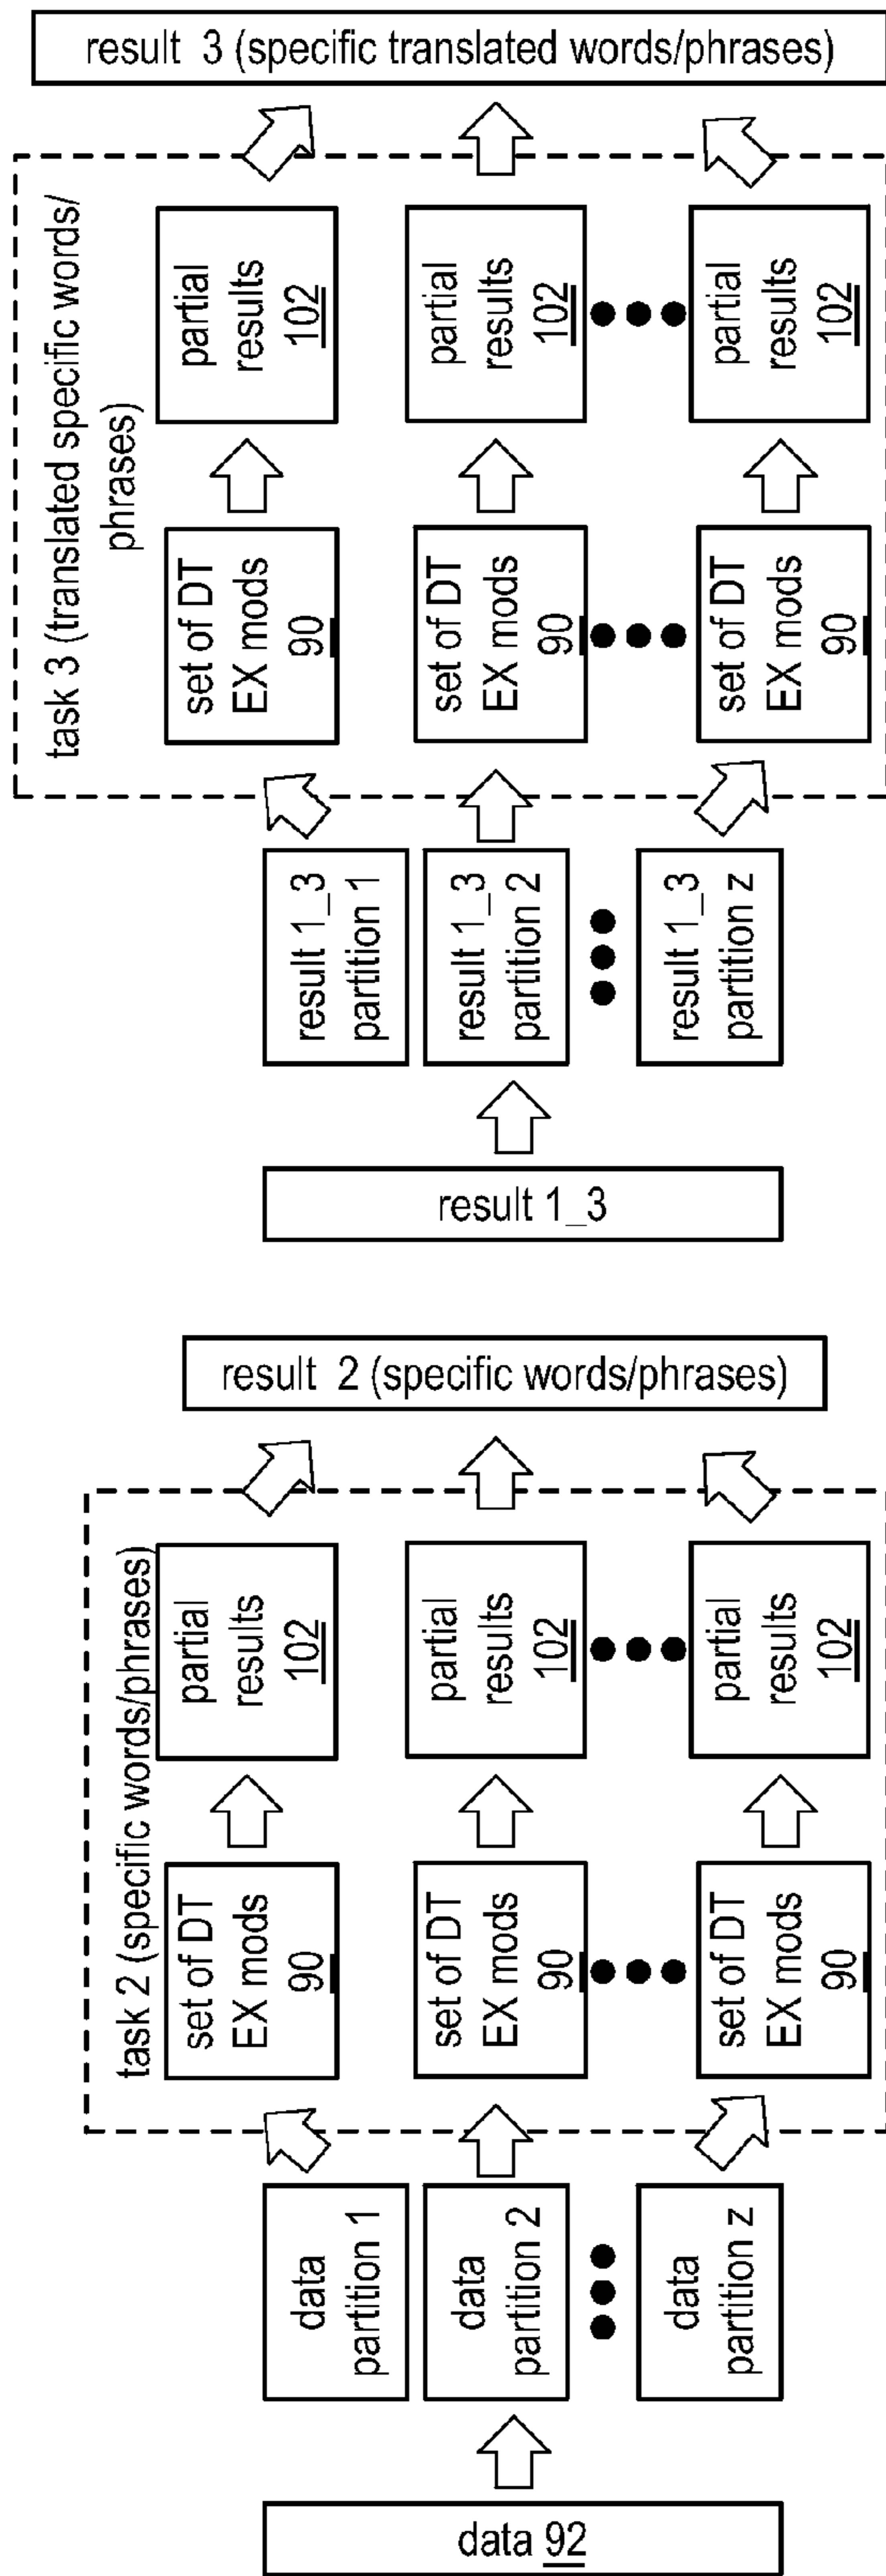 data 92
data
partition 1
data
partition 2
data
partition z
task 2 (specific words/phrases)
set of DT
EX mods
90
partial
results
102
set of DT
EX mods
90
partial
results
102
set of DT
EX mods
90
partial
results
102
result 2 (specific words/phrases)
result 1_3
result 1_3
partition 1
result 1_3
partition 2
result 1_3
partition z
task 3 (translated specific words/
phrases)
set of DT
EX mods
90
partial
results
102
set of DT
EX mods
90
partial
results
102
set of DT
EX mods
90
partial
results
102
result 3 (specific translated words/phrases)